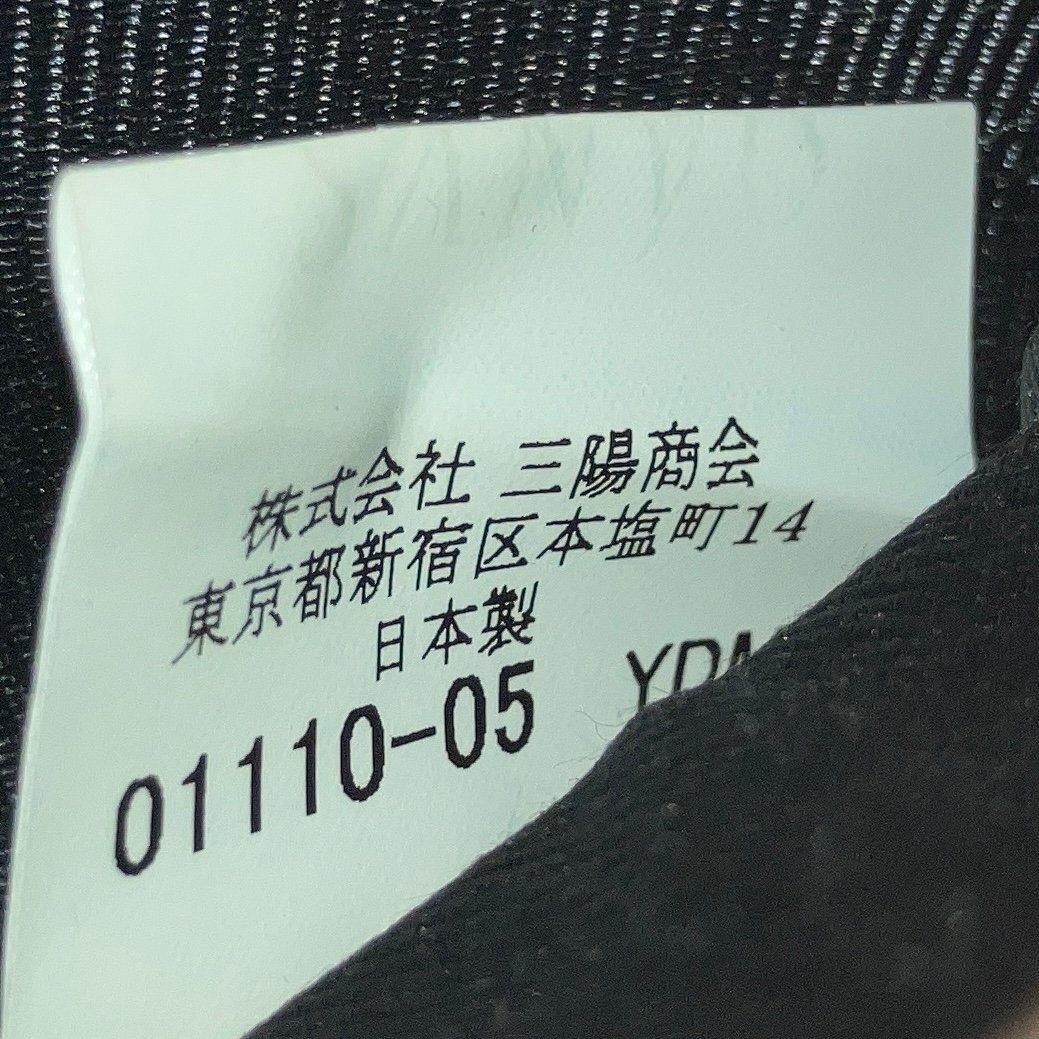 株式会社 三陽商会
東京都新宿区本塩町14
日本製
01110-05